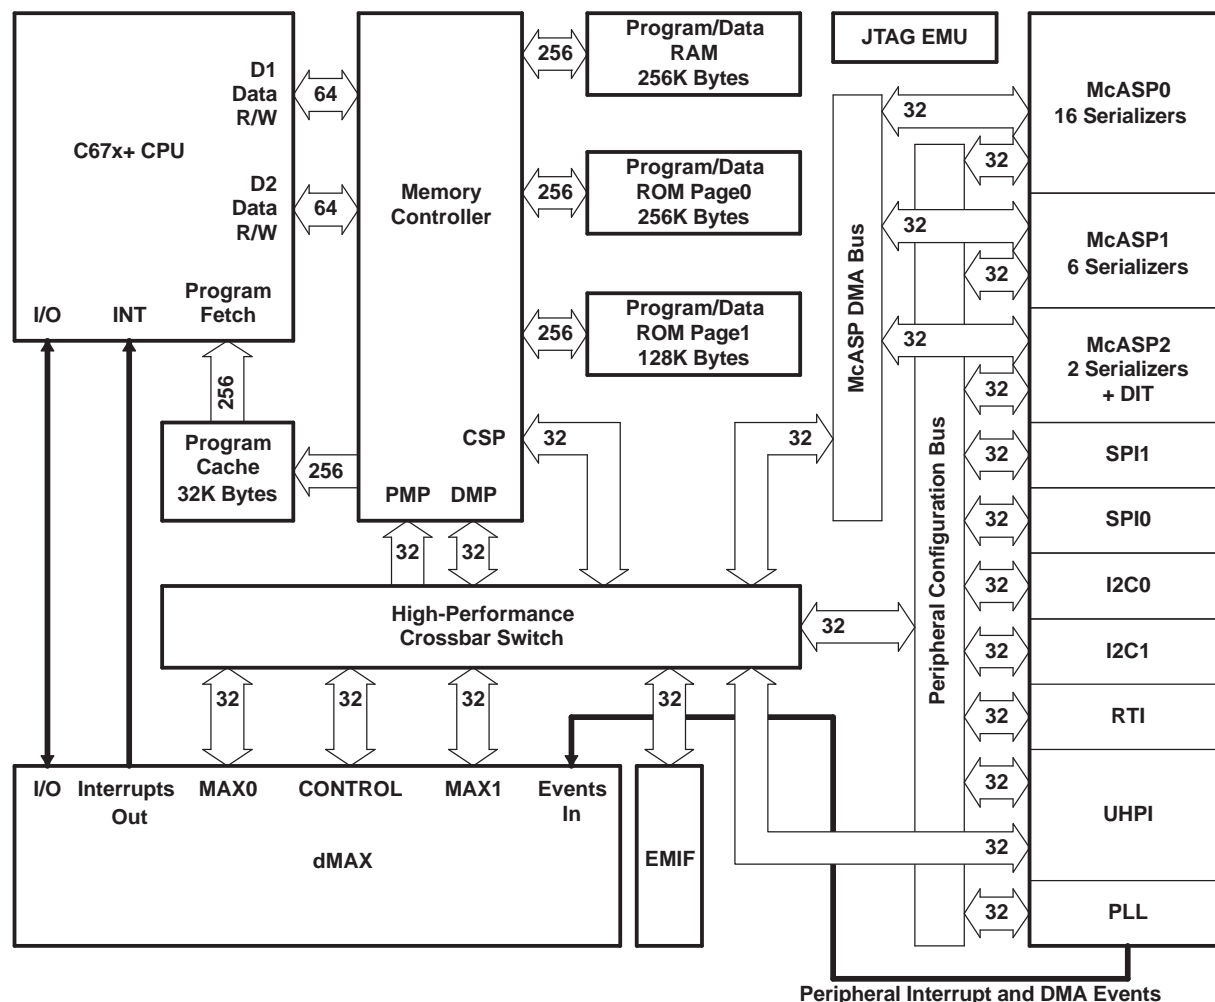 D1
Data
R/W
C67x+ CPU
D2
Data
R/W
Program
Fetch
I/O
INT
64
64
Memory
Controller
CSP
PMP
DMP
256
Program/Data
RAM
256K Bytes
256
Program/Data
ROM Page0
256K Bytes
256
Program/Data
ROM Page1
128K Bytes
JTAG EMU
256
Program
Cache
32K Bytes
256
32
32
32
32
High-Performance
Crossbar Switch
32
McASP DMA Bus
Peripheral Configuration Bus
32
McASP0
16 Serializers
32
32
McASP1
6 Serializers
32
32
McASP2
2 Serializers
+ DIT
32
32
SPI1
32
SPI0
32
I2C0
32
I2C1
32
RTI
32
UHPI
32
32
PLL
32
32
32
32
I/O
Interrupts
Out
MAX0
CONTROL
MAX1
Events
In
dMAX
EMIF
Peripheral Interrupt and DMA Events